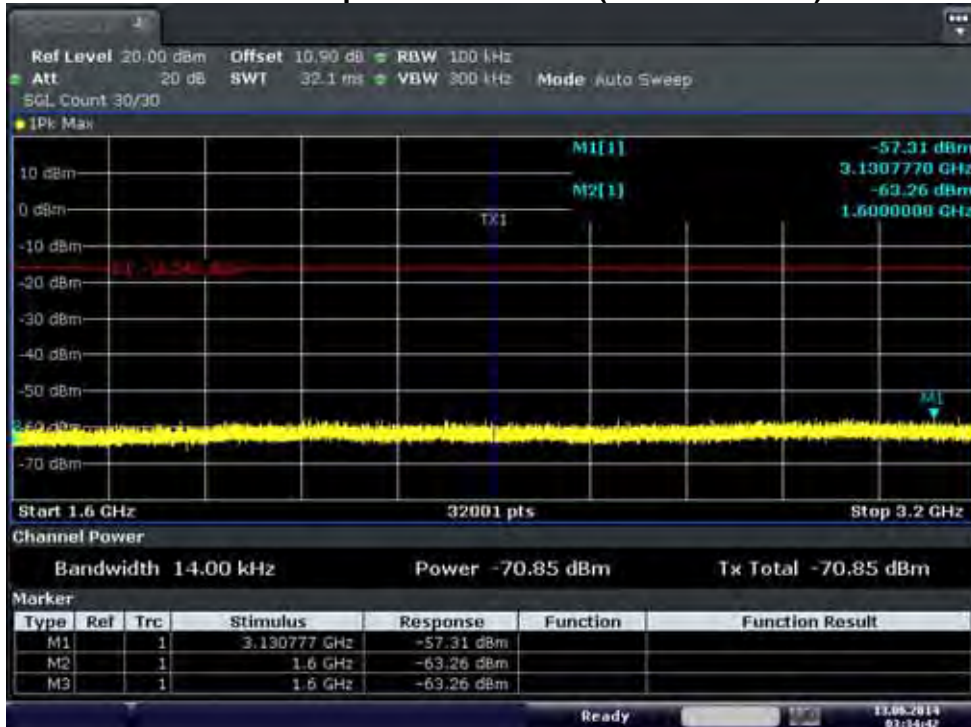 Ref Level 20.00 dBm Offset 10.90 dB RBW 100 kHz
Att 20 dB SWT 32.1 ms VBW 300 kHz Mode Auto Sweep
SGL Count 30/30
1Pk Max
M1[1] -57.31 dBm
3.1307770 GHz
10 dBm
M2[1] -63.26 dBm
1.6000000 GHz
0 dBm
TX1
-10 dBm
-20 dBm
-30 dBm
-40 dBm
-50 dBm
M1
-70 dBm
Start 1.6 GHz 32001 pts Stop 3.2 GHz
Channel Power
Bandwidth 14.00 kHz Power -70.85 dBm Tx Total -70.85 dBm
Marker
Type Ref Trc Stimulus Response Function Function Result
M1 1 3.130777 GHz -57.31 dBm
M2 1 1.6 GHz -63.26 dBm
M3 1 1.6 GHz -63.26 dBm
Ready 13.06.2014
03:34:42